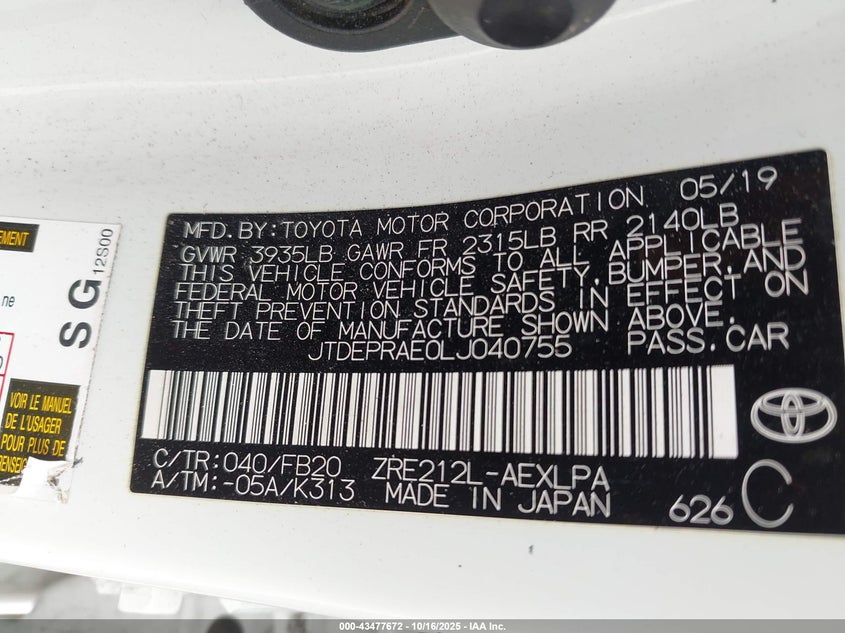 MFD.BY:TOYOTA MOTOR CORPORATION 05/19
GVWR 3935LB GAWR FR 2315LB RR 2140LB
THIS VEHICLE CONFORMS TO ALL APPLICABLE
FEDERAL MOTOR VEHICLE SAFETY,BUMPER,AND
THEFT PREVENTION STANDARDS IN EFFECT ON
THE DATE OF MANUFACTURE SHOWN ABOVE.
JTDEPRAE0LJ040755 PASS.CAR
C/TR:040/FB20 ZRE212L-AEXLPA
A/TM:-05A/K313 MADE IN JAPAN 626 C
SG 12S00
ne
VOIR LE MANUEL
DE L'USAGER
POUR PLUS DE
000-43477672 - 10/16/2025 - IAA Inc.